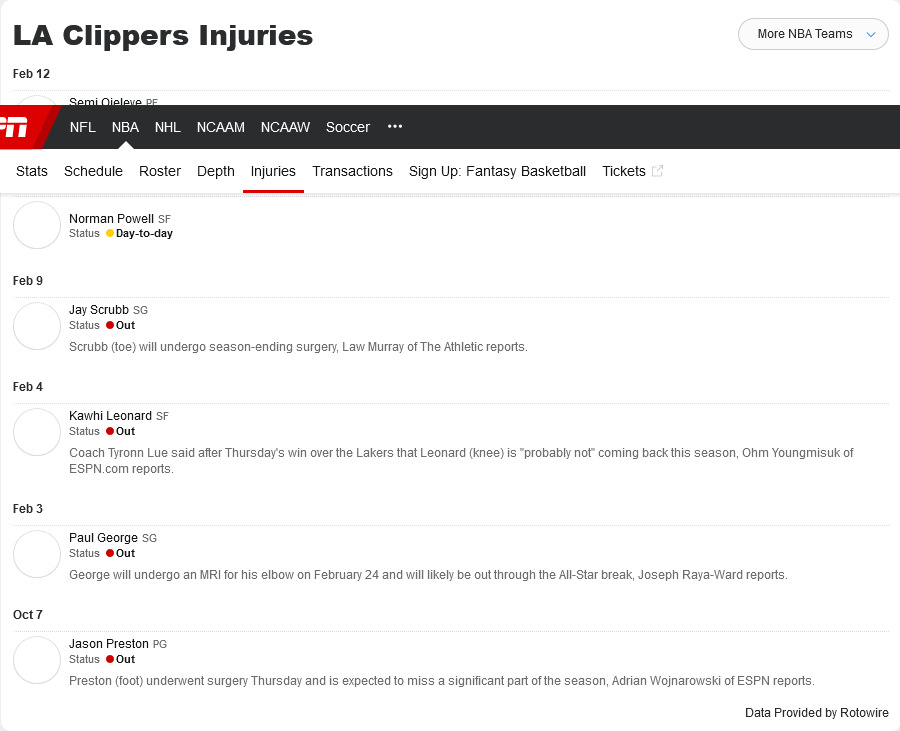 LA Clippers Injuries
More NBA Teams
Feb 12
Semi Ojeleye PF
NFL NBA NHL NCAAM NCAAW Soccer •••
Stats Schedule Roster Depth Injuries Transactions Sign Up: Fantasy Basketball Tickets
Norman Powell SF
Status Day-to-day
Feb 9
Jay Scrubb SG
Status Out
Scrubb (toe) will undergo season-ending surgery, Law Murray of The Athletic reports.
Feb 4
Kawhi Leonard SF
Status Out
Coach Tyronn Lue said after Thursday's win over the Lakers that Leonard (knee) is "probably not" coming back this season, Ohm Youngmisuk of
ESPN.com reports.
Feb 3
Paul George SG
Status Out
George will undergo an MRI for his elbow on February 24 and will likely be out through the All-Star break, Joseph Raya-Ward reports.
Oct 7
Jason Preston PG
Status Out
Preston (foot) underwent surgery Thursday and is expected to miss a significant part of the season, Adrian Wojnarowski of ESPN reports.
Data Provided by Rotowire